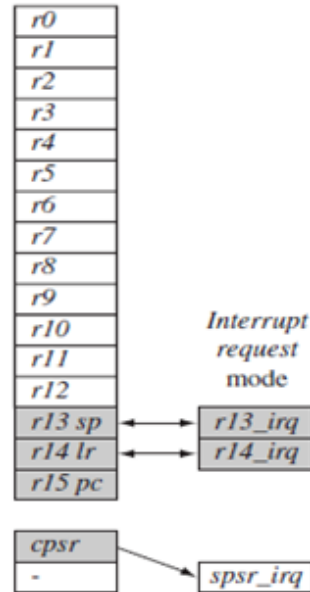 r0
r1
r2
r3
r4
r5
r6
r7
r8
r9
r10
r11
r12
r13 sp
r14 lr
r15 pc
Interrupt
request
mode
r13_irq
r14_irq
cpsr
-
spsr_irq